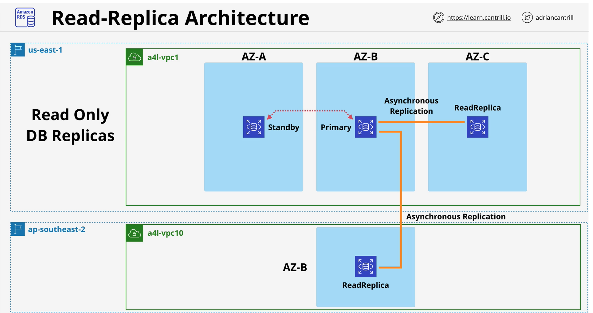 Amazon
RDS
Read-Replica Architecture
https://learn.cantrill.io
adriancantrill
us-east-1
a4l-vpc1
AZ-A
AZ-B
AZ-C
Read Only
DB Replicas
Standby
Primary
Asynchronous
Replication
ReadReplica
Asynchronous Replication
ap-southeast-2
a4l-vpc10
AZ-B
ReadReplica